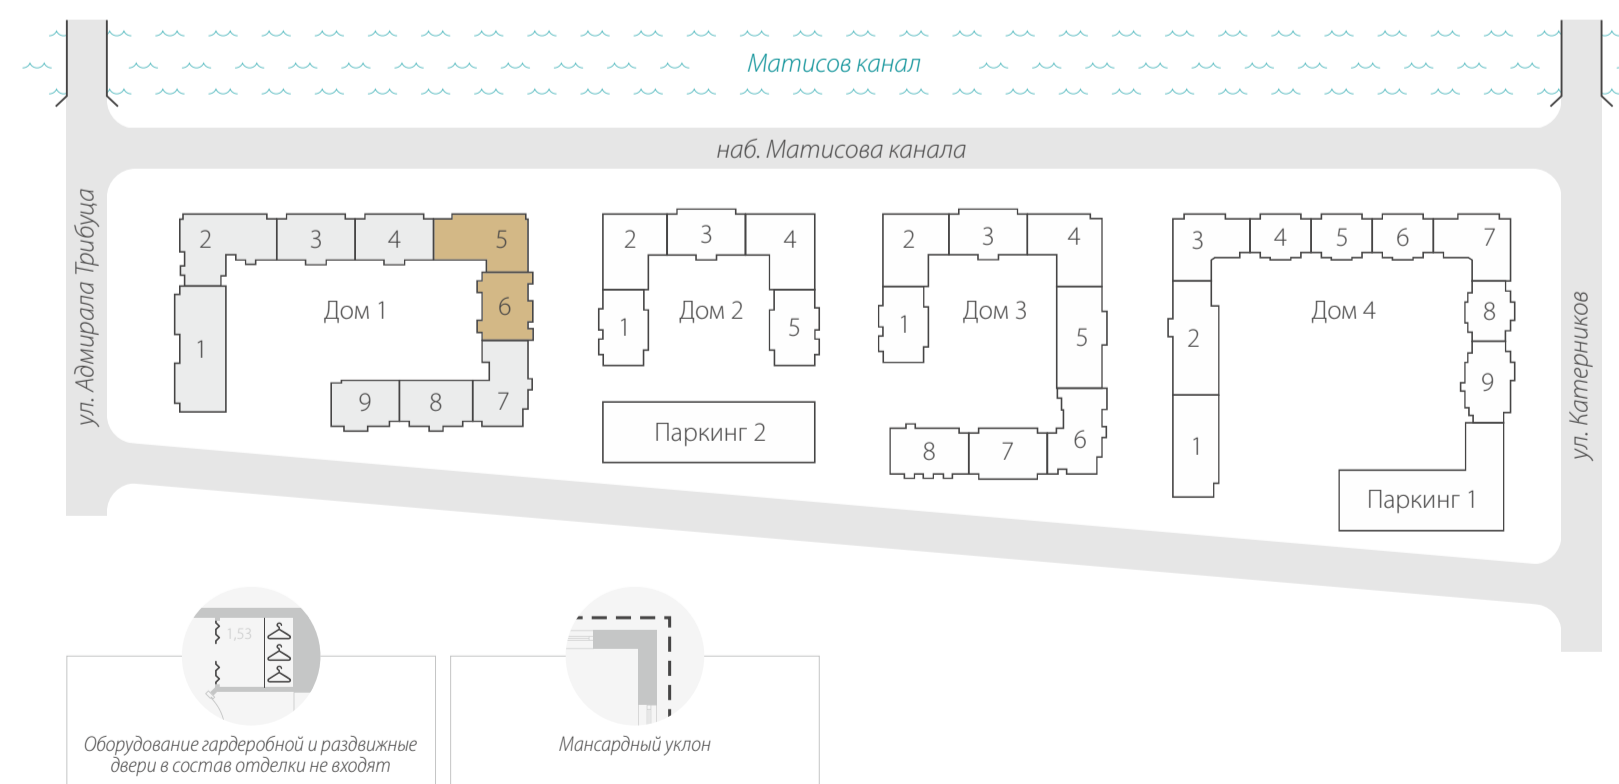 Матисов канал
наб. Матисова канала
ул. Адмирала Трибуца
2 3 4 5
6
1
9 8 7
Дом 1
2 3 4
1 5
Дом 2
Паркинг 2
2 3 4
1 5
Дом 3
8 7 6
3 4 5 6 7
2 8
1 9
Дом 4
Паркинг 1
ул. Катерников
1,53
Оборудование гардеробной и раздвижные
двери в состав отделки не входят
Мансардный уклон